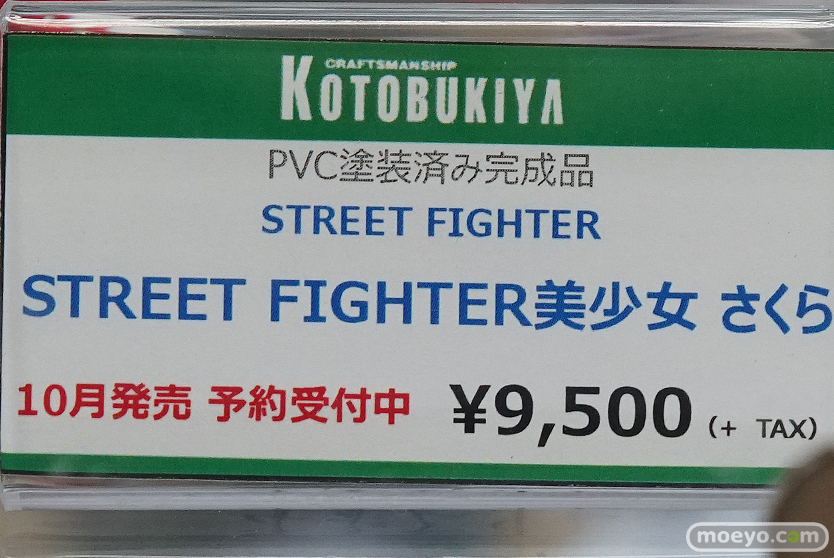 CRAFTSMANSHIP
KOTOBUKIYA
PVC塗装済み完成品
STREET FIGHTER
STREET FIGHTER美少女 さくら
10月発売 予約受付中 ¥9,500 (+ TAX)
moeyo.com